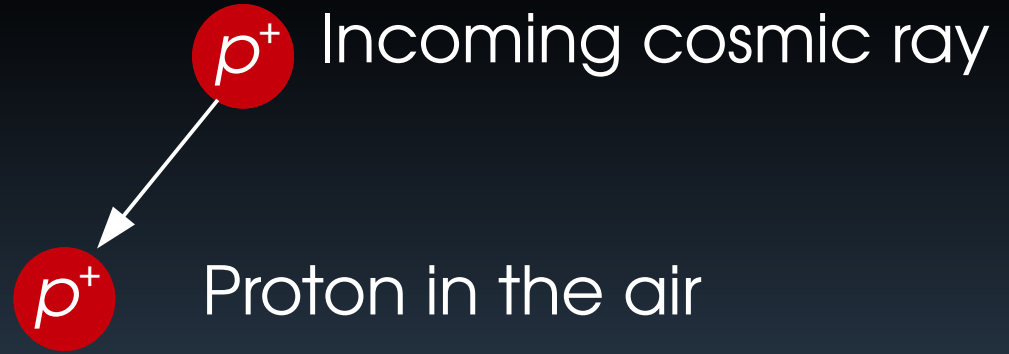 p⁺ Incoming cosmic ray
p⁺ Proton in the air